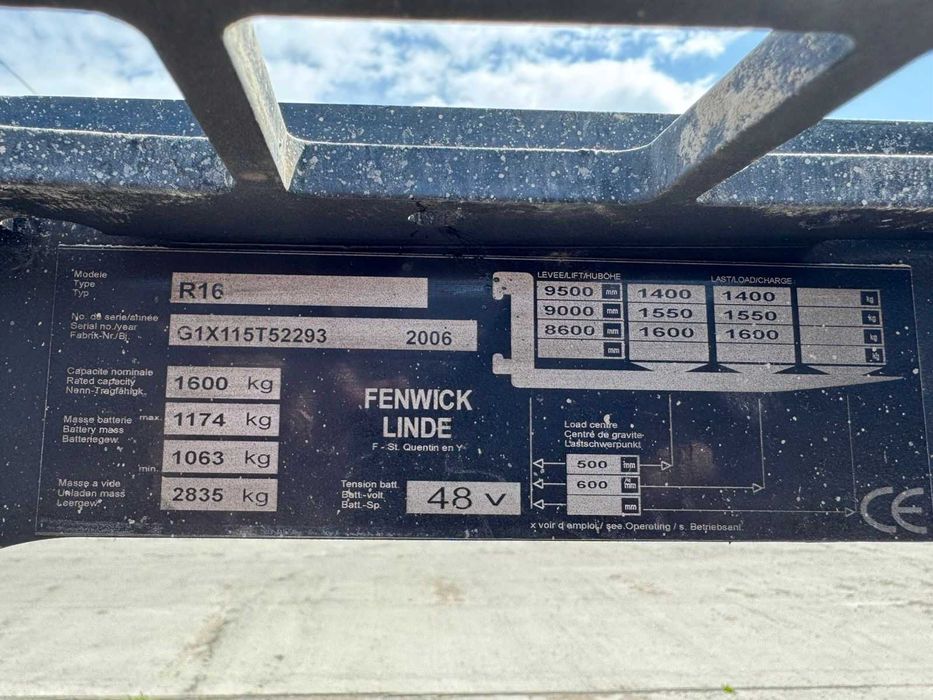 Modele
Type
Typ
R16
No. de serie/année
Serial no./year
Fabrik-Nr./Bj.
G1X115T52293 2006
Capacite nominale
Rated capacity
Nenn-Tragfähigk.
1600 kg
Masse batterie max.
Battery mass
Batteriegew.
1174 kg
min.
1063 kg
Masse a vide
Unladen mass
Leergew.
2835 kg
FENWICK
LINDE
F - St. Quentin en Y
Tension batt.
Batt.-volt.
Batt.-Sp.
48 V
LEVEE/LIFT/HUBÖHE LAST/LOAD/CHARGE
9500 mm 1400 1400 kg
9000 mm 1550 1550 kg
8600 mm 1600 1600 kg
mm kg
Load centre
Centre de gravite
Lastschwerpunkt
500 mm
600 mm
mm
x voir d emploi / see.Operating / s. Betriebsanl.
CE